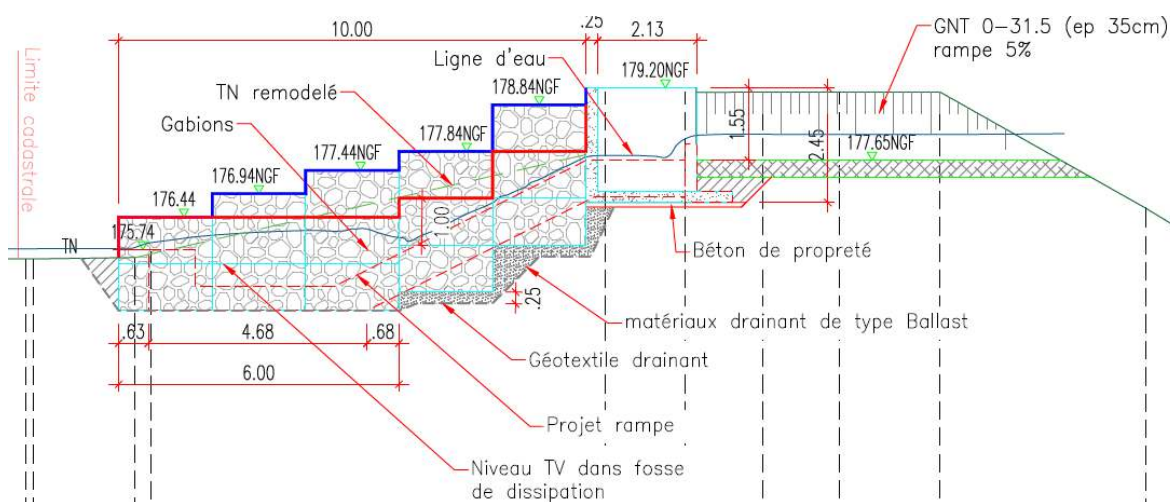 10.00
.25
2.13
GNT 0-31.5 (ep 35cm)
rampe 5%
Ligne d'eau
179.20NGF
178.84NGF
TN remodelé
Gabions
177.84NGF
177.44NGF
176.94NGF
176.44
175.74
TN
Limite cadastrale
1.55
2.45
177.65NGF
1.00
Béton de propreté
.25
matériaux drainant de type Ballast
.63
4.68
.68
Géotextile drainant
6.00
Projet rampe
Niveau TV dans fosse
de dissipation